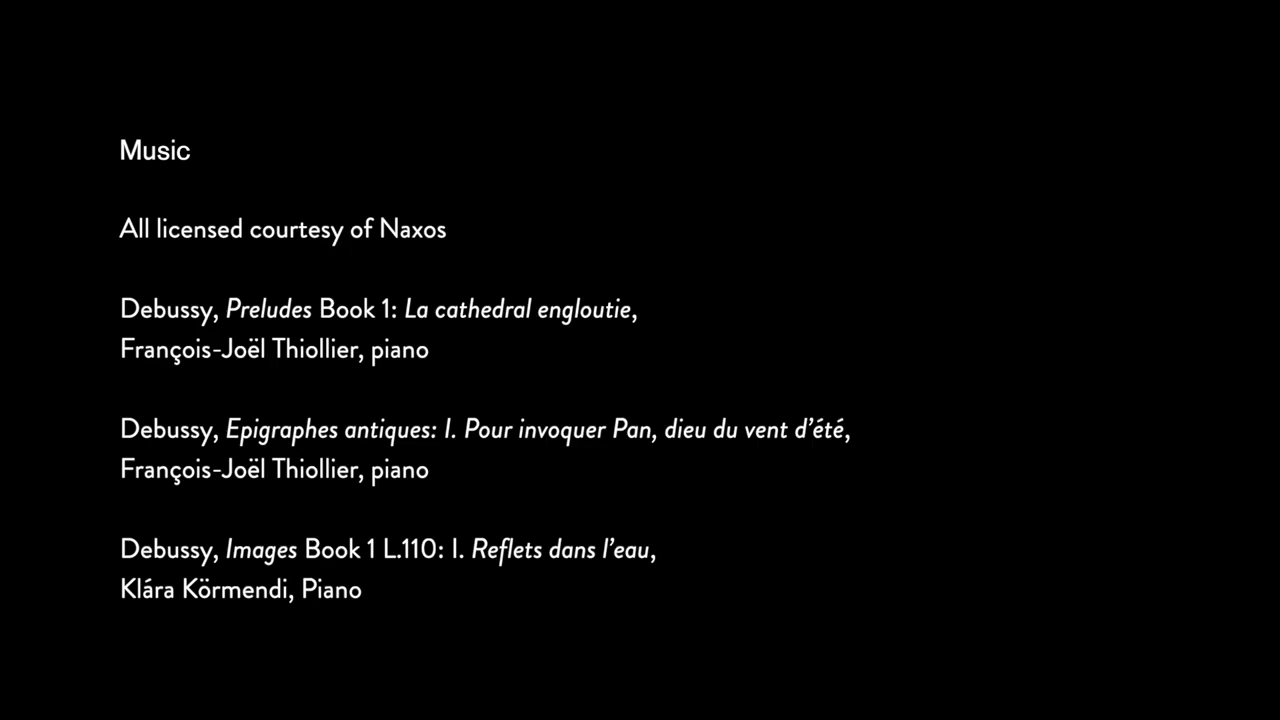 Music
All licensed courtesy of Naxos
Debussy, Preludes Book 1: La cathedral engloutie,
François-Joël Thiollier, piano
Debussy, Epigraphes antiques: I. Pour invoquer Pan, dieu du vent d’été,
François-Joël Thiollier, piano
Debussy, Images Book 1 L.110: I. Reflets dans l’eau,
Klára Körmendi, Piano